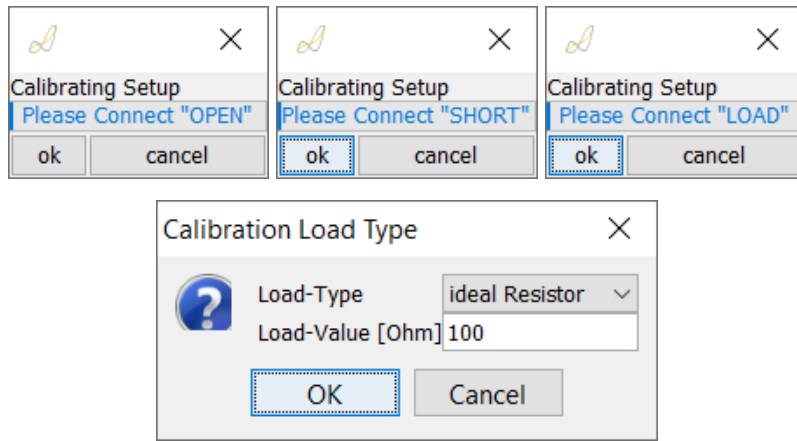 Calibrating Setup
Please Connect "OPEN"
ok cancel
Calibrating Setup
Please Connect "SHORT"
ok cancel
Calibrating Setup
Please Connect "LOAD"
ok cancel
Calibration Load Type
Load-Type ideal Resistor
Load-Value [Ohm] 100
OK Cancel